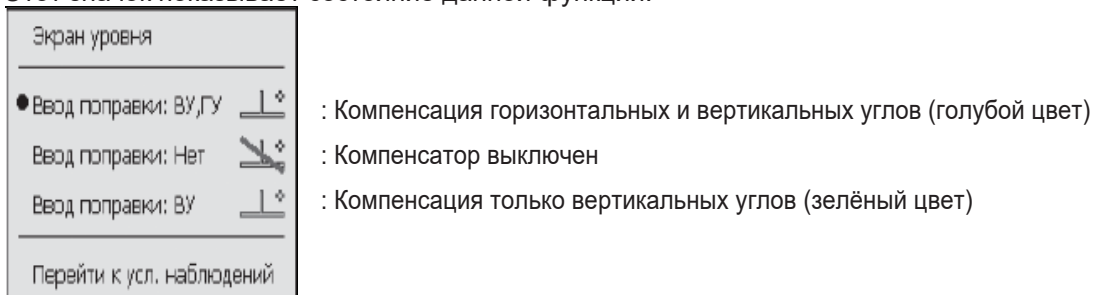 Экран уровня
Ввод поправки: ВУ,ГУ : Компенсация горизонтальных и вертикальных углов (голубой цвет)
Ввод поправки: Нет : Компенсатор выключен
Ввод поправки: ВУ : Компенсация только вертикальных углов (зелёный цвет)
Перейти к усл. наблюдений